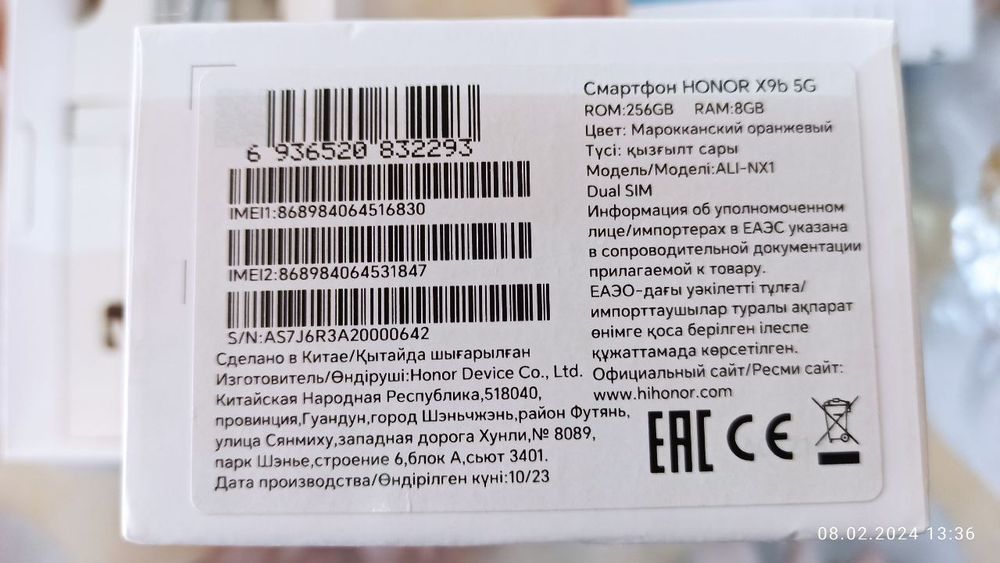 6 936520 832293
IMEI1:868984064516830
IMEI2:868984064531847
S/N:AS7J6R3A20000642
Сделано в Китае/Қытайда шығарылған
Изготовитель/Өндіруші:Honor Device Co., Ltd.
Китайская Народная Республика,518040,
провинция,Гуандун,город Шэньчжэнь,район Футянь,
улица Сянмиху,западная дорога Хунли,№ 8089,
парк Шэнье,строение 6,блок А,сьют 3401.
Дата производства/Өндірілген күні:10/23
Смартфон HONOR X9b 5G
ROM:256GB RAM:8GB
Цвет: Марокканский оранжевый
Түсі: қызғылт сары
Модель/Моделі:ALI-NX1
Dual SIM
Информация об уполномоченном
лице/импортерах в ЕАЭС указана
в сопроводительной документации
прилагаемой к товару.
ЕАЭО-дағы уәкілетті тұлға/
импорттаушылар туралы ақпарат
өнімге қоса берілген ілеспе
құжаттамада көрсетілген.
Официальный сайт/Ресми сайт:
www.hihonor.com
EAC CE
08.02.2024 13:36